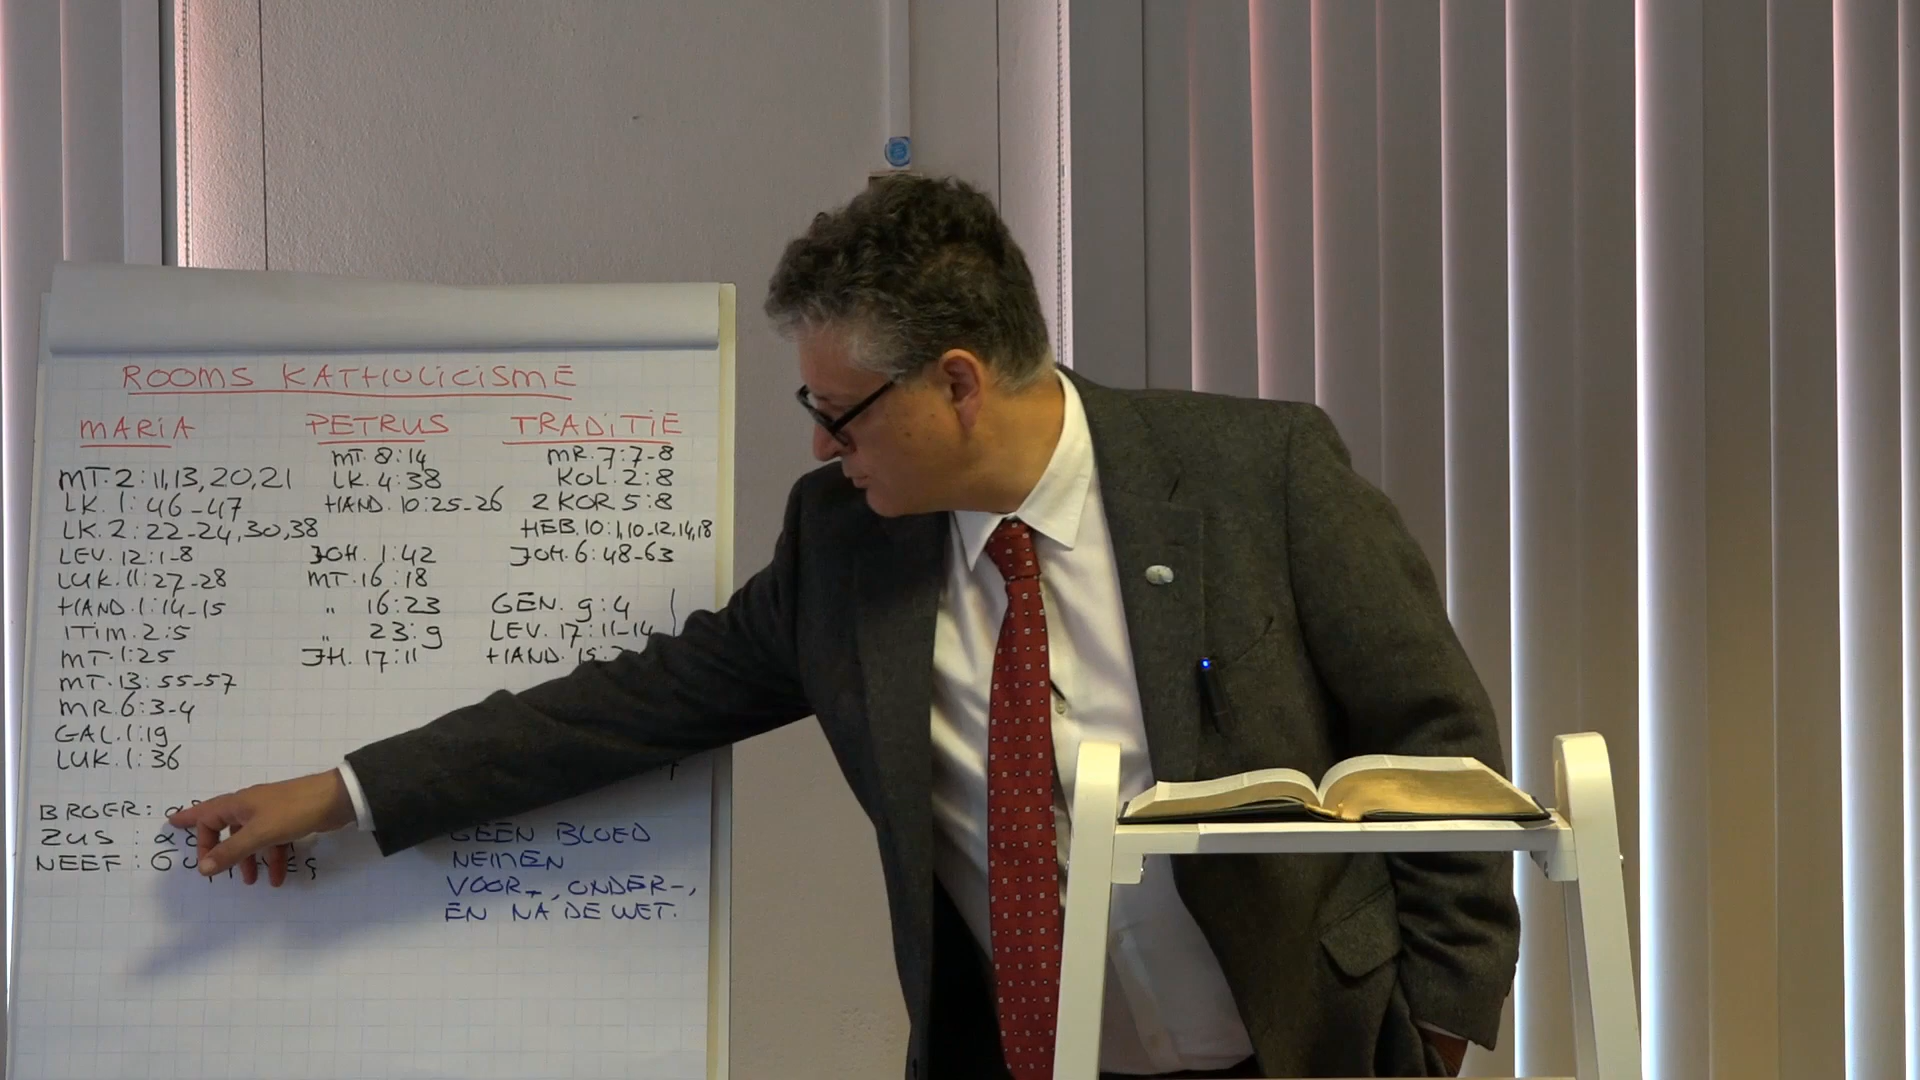 ROOMS KATHOLICISME
MARIA
MT. 2:11,13,20,21
LK. 1:46-47
LK. 2:22-24,30,38
LEV. 12:1-8
LUK. 11:27-28
HAND. 1:14-15
1TIM. 2:5
MT. 1:25
MT. 13:55-57
MR. 6:3-4
GAL. 1:19
LUK. 1:36
BROER:
ZUS :
NEEF :
PETRUS
MT. 8:14
LK. 4:38
HAND. 10:25-26
JOH. 1:42
MT. 16:18
" 16:23
" 23:9
JH. 17:11
TRADITIE
MR. 7:7-8
KOL. 2:8
2 KOR 5:8
HEB. 10:1,10-12,14,18
JOH. 6:48-63
GEN. 9:4
LEV. 17:11-14
HAND. 15:
GEEN BLOED
NEMEN
VOOR-, ONDER-,
EN NA DE WET.